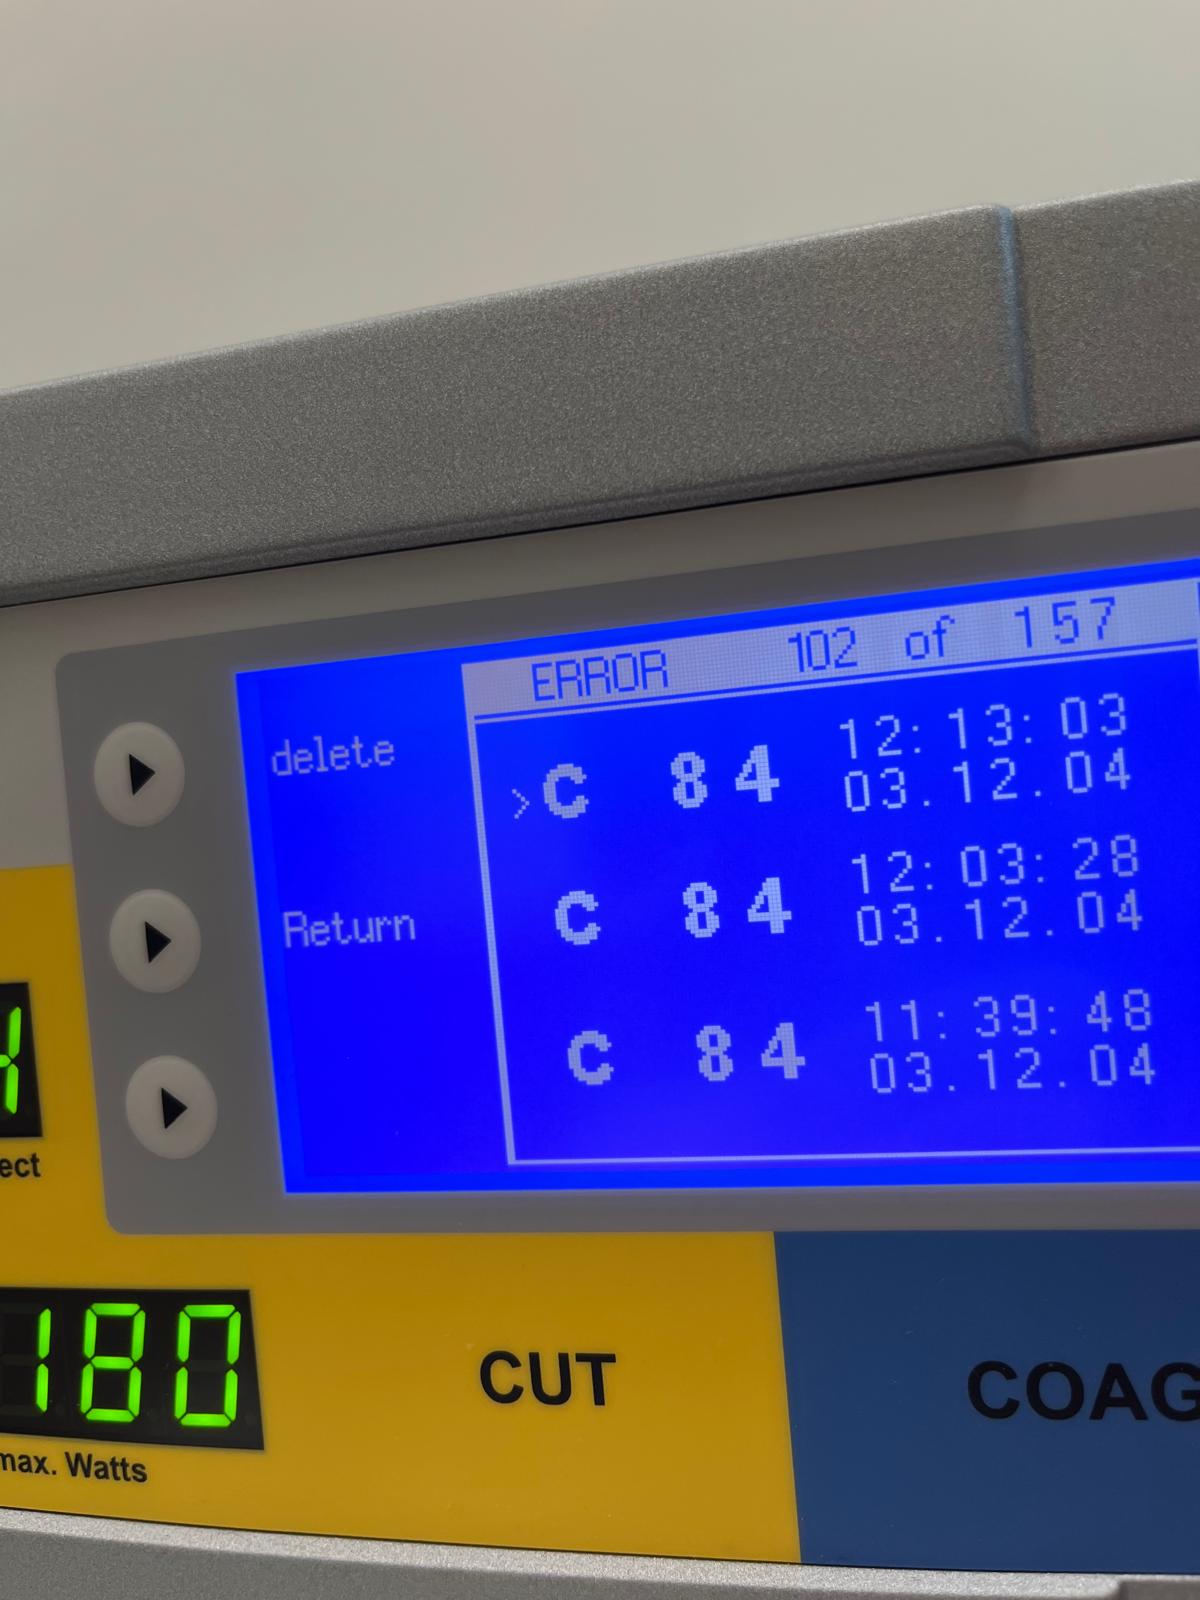 ERROR 102 of 157
delete
>C 84 12:13:03
03.12.04
C 84 12:03:28
03.12.04
Return
C 84 11:39:48
03.12.04
ect
180
max. Watts
CUT
COAG